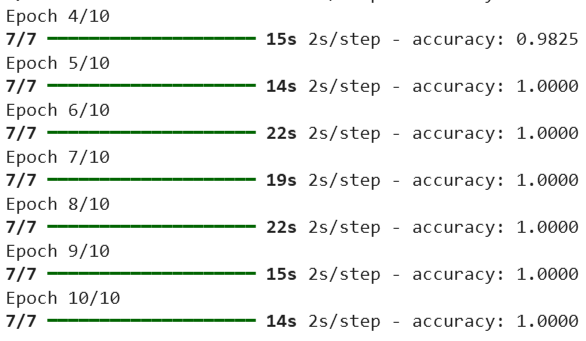 Epoch 4/10
7/7 ━━━━━━━━━━━━━━━━━━━━ 15s 2s/step - accuracy: 0.9825
Epoch 5/10
7/7 ━━━━━━━━━━━━━━━━━━━━ 14s 2s/step - accuracy: 1.0000
Epoch 6/10
7/7 ━━━━━━━━━━━━━━━━━━━━ 22s 2s/step - accuracy: 1.0000
Epoch 7/10
7/7 ━━━━━━━━━━━━━━━━━━━━ 19s 2s/step - accuracy: 1.0000
Epoch 8/10
7/7 ━━━━━━━━━━━━━━━━━━━━ 22s 2s/step - accuracy: 1.0000
Epoch 9/10
7/7 ━━━━━━━━━━━━━━━━━━━━ 15s 2s/step - accuracy: 1.0000
Epoch 10/10
7/7 ━━━━━━━━━━━━━━━━━━━━ 14s 2s/step - accuracy: 1.0000